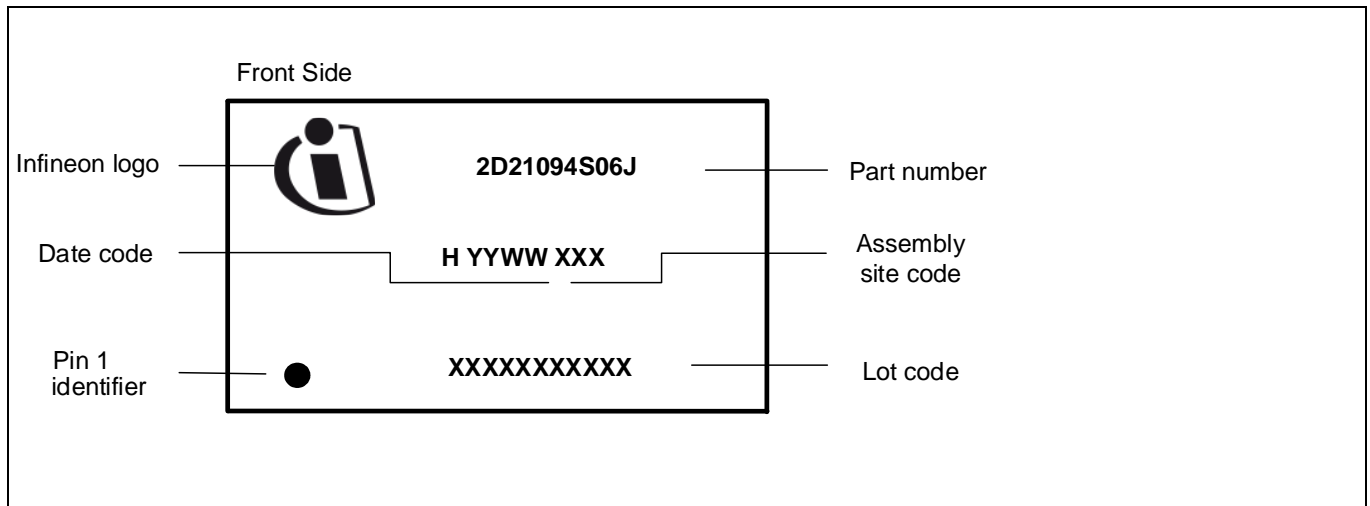 Front Side
Infineon logo
2D21094S06J
Part number
Date code
H YYWW XXX
Assembly
site code
Pin 1
identifier
XXXXXXXXXXX
Lot code